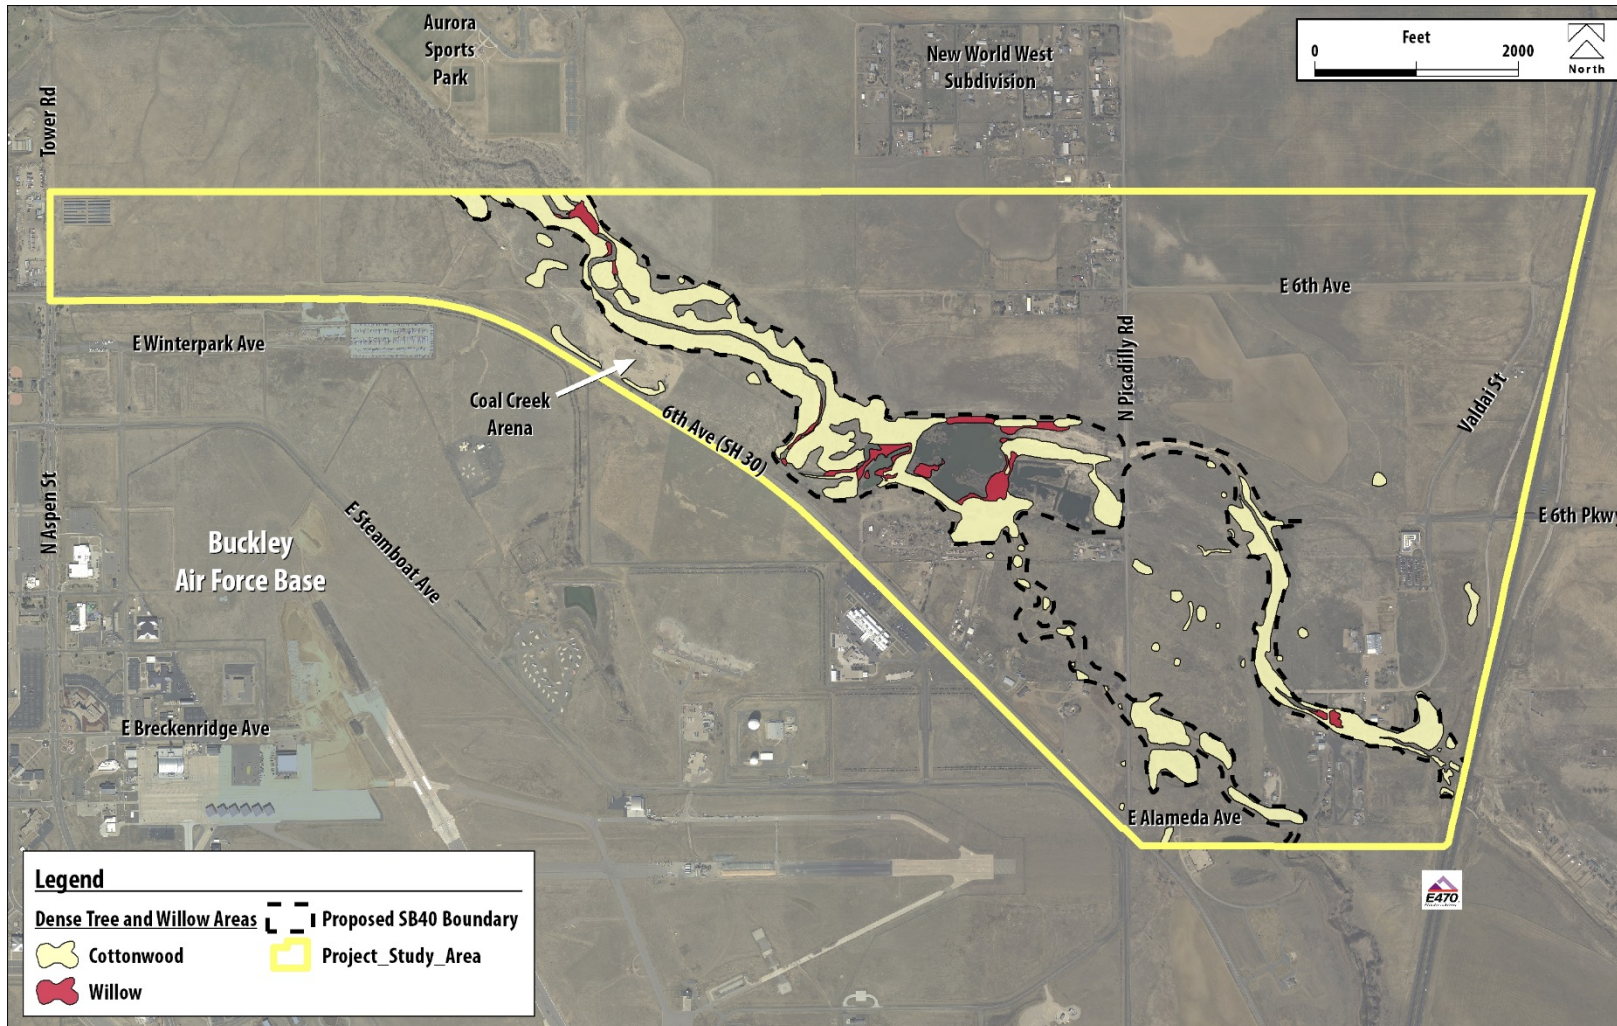 Aurora
Sports
Park
New World West
Subdivision
Feet
0 2000
North
Tower Rd
E 6th Ave
E Winterpark Ave
N Picadilly Rd
Valdai St
Coal Creek
Arena
6th Ave (SH 30)
N Aspen St
E Steamboat Ave
E 6th Pkwy
Buckley
Air Force Base
E Breckenridge Ave
E Alameda Ave
E470
Legend
Dense Tree and Willow Areas
Cottonwood
Willow
Proposed SB40 Boundary
Project_Study_Area